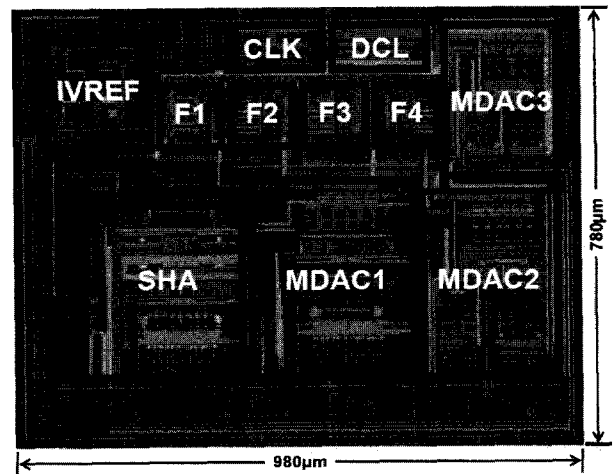 CLK DCL
IVREF F1 F2 F3 F4 MDAC3
SHA MDAC1 MDAC2
780μm
980μm